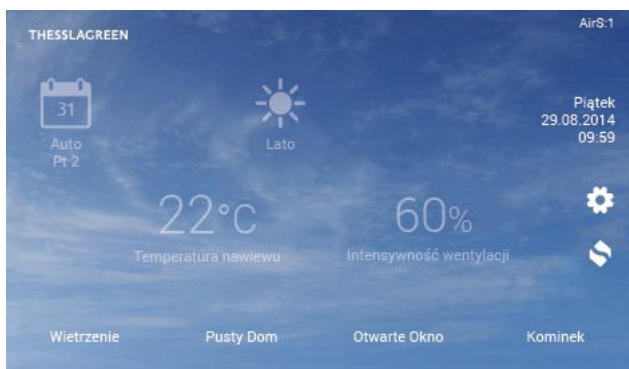 THESSLAGREEN
AirS:1
31
Auto
Pt 2
Lato
Piątek
29.08.2014
09:59
22°C
Temperatura nawiewu
60%
Intensywność wentylacji
Wietrzenie
Pusty Dom
Otwarte Okno
Kominek